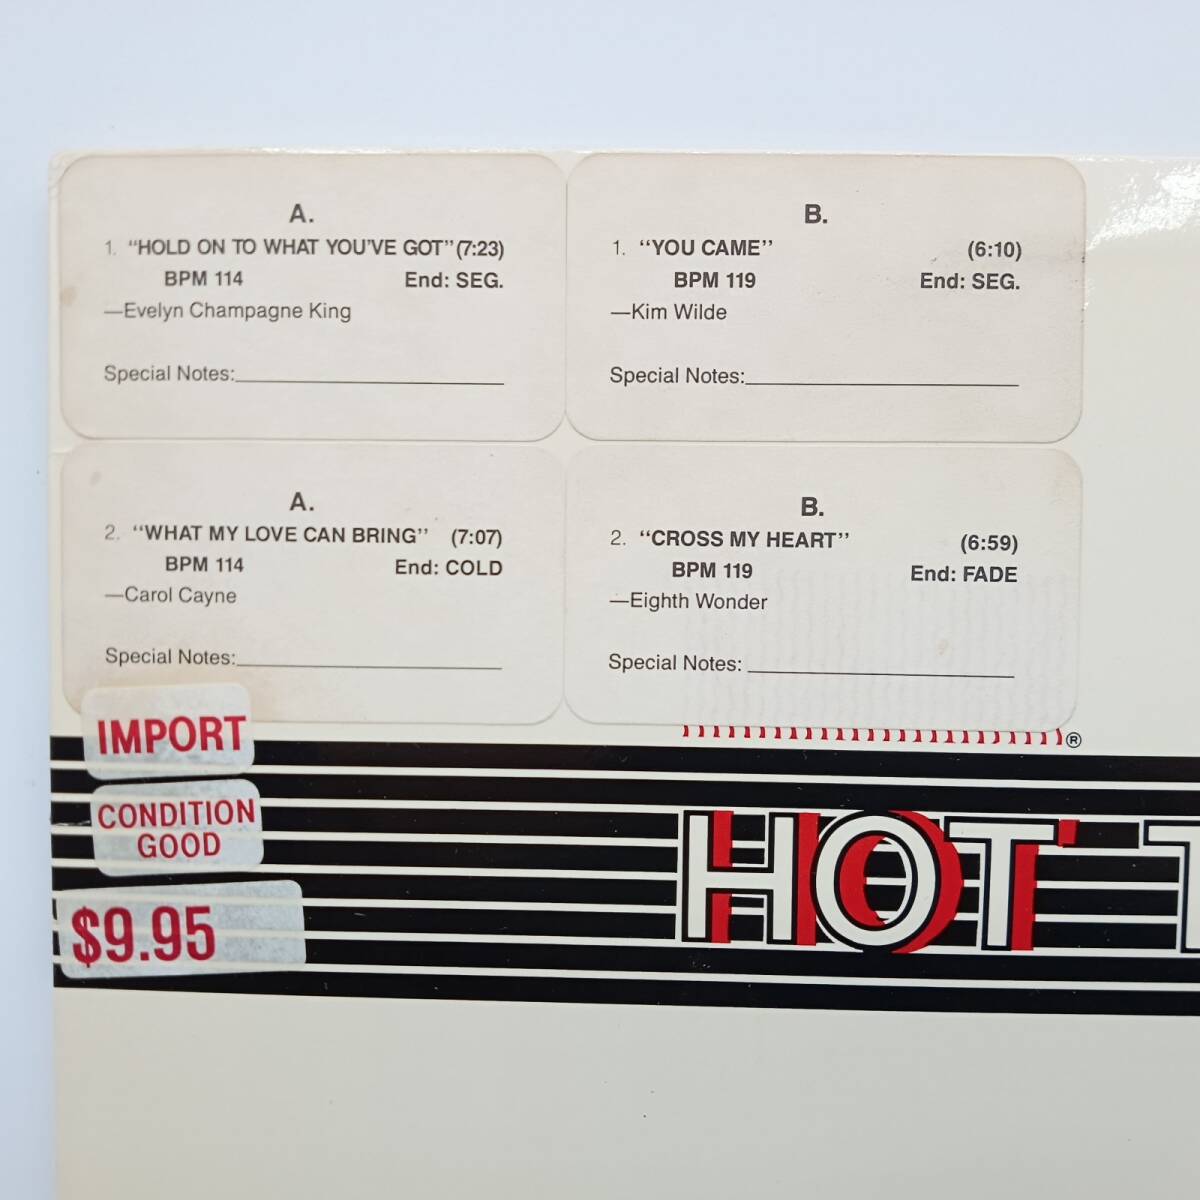 A.
1. "HOLD ON TO WHAT YOU'VE GOT" (7:23)
BPM 114 End: SEG.
—Evelyn Champagne King
Special Notes:
B.
1. "YOU CAME" (6:10)
BPM 119 End: SEG.
—Kim Wilde
Special Notes:
A.
2. "WHAT MY LOVE CAN BRING" (7:07)
BPM 114 End: COLD
—Carol Cayne
Special Notes:
B.
2. "CROSS MY HEART" (6:59)
BPM 119 End: FADE
—Eighth Wonder
Special Notes:
®
IMPORT
CONDITION
GOOD
$9.95
HOT